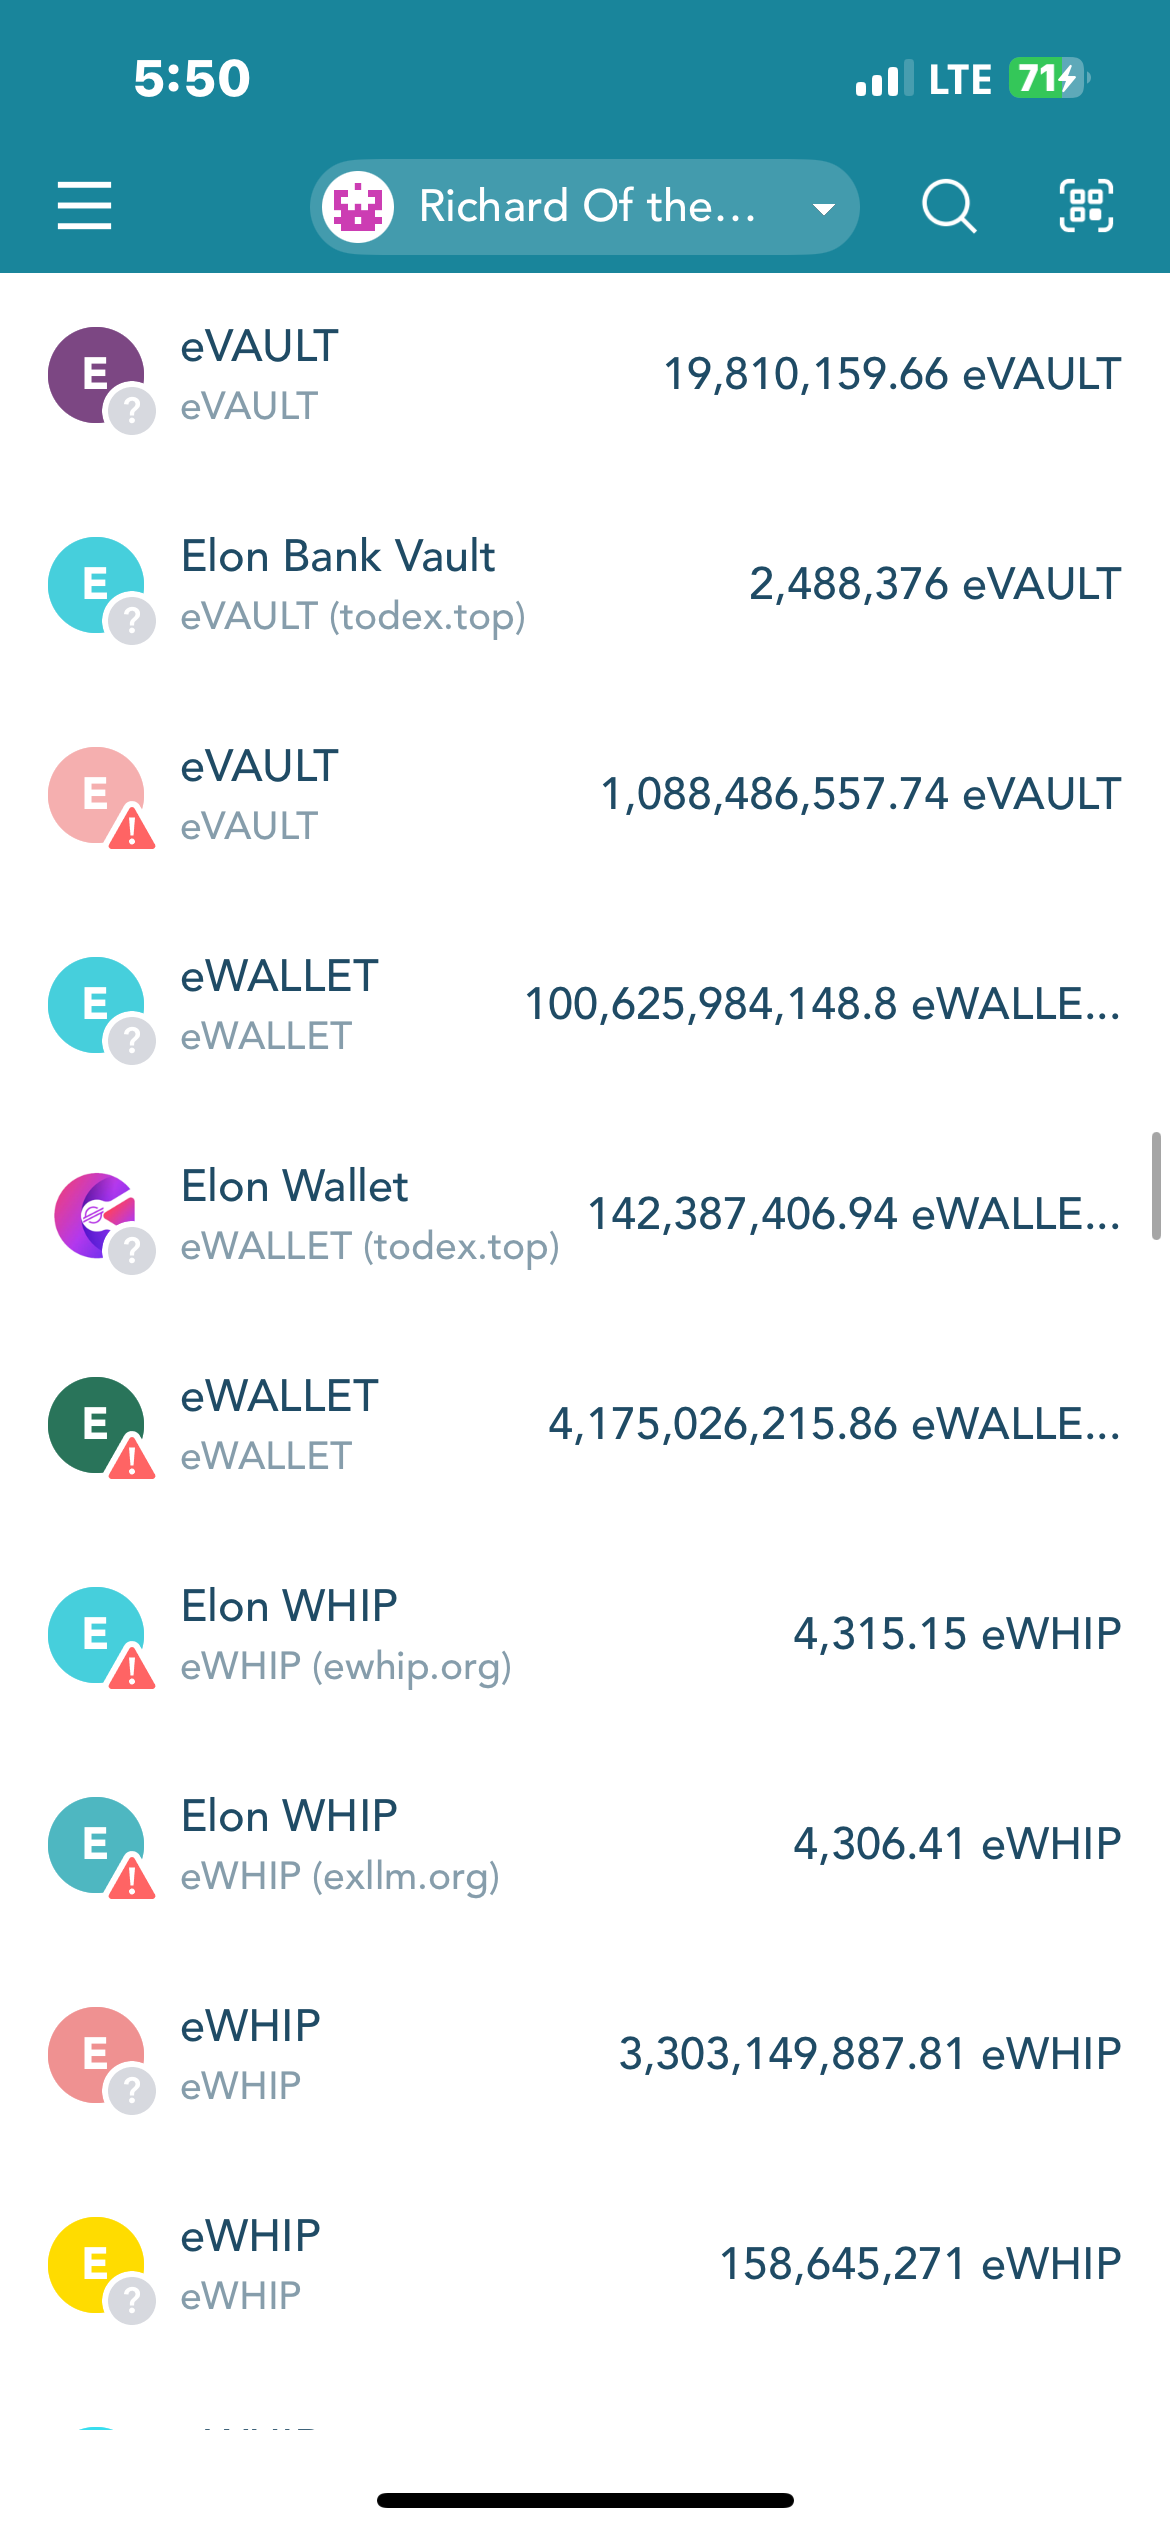 5:50
LTE 71
Richard Of the...
E
eVAULT
19,810,159.66 eVAULT
?
eVAULT
E
Elon Bank Vault
2,488,376 eVAULT
?
eVAULT (todex.top)
E
eVAULT
1,088,486,557.74 eVAULT
!
eVAULT
E
eWALLET
100,625,984,148.8 eWALLE...
?
eWALLET
Elon Wallet
142,387,406.94 eWALLE...
?
eWALLET (todex.top)
E
eWALLET
4,175,026,215.86 eWALLE...
!
eWALLET
E
Elon WHIP
4,315.15 eWHIP
!
eWHIP (ewhip.org)
E
Elon WHIP
4,306.41 eWHIP
!
eWHIP (exllm.org)
E
eWHIP
3,303,149,887.81 eWHIP
?
eWHIP
E
eWHIP
158,645,271 eWHIP
?
eWHIP